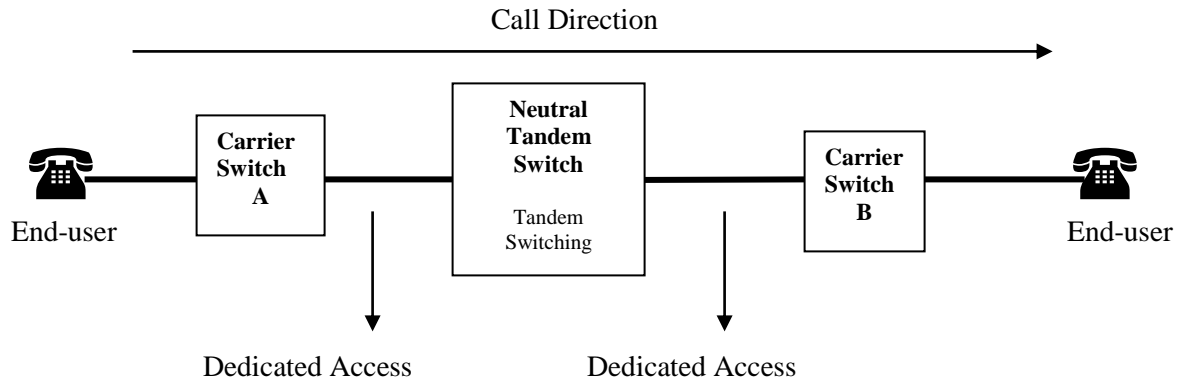 Call Direction
Neutral
Tandem
Switch
Tandem
Switching
Carrier
Switch
A
Carrier
Switch
B
End-user
End-user
Dedicated Access
Dedicated Access